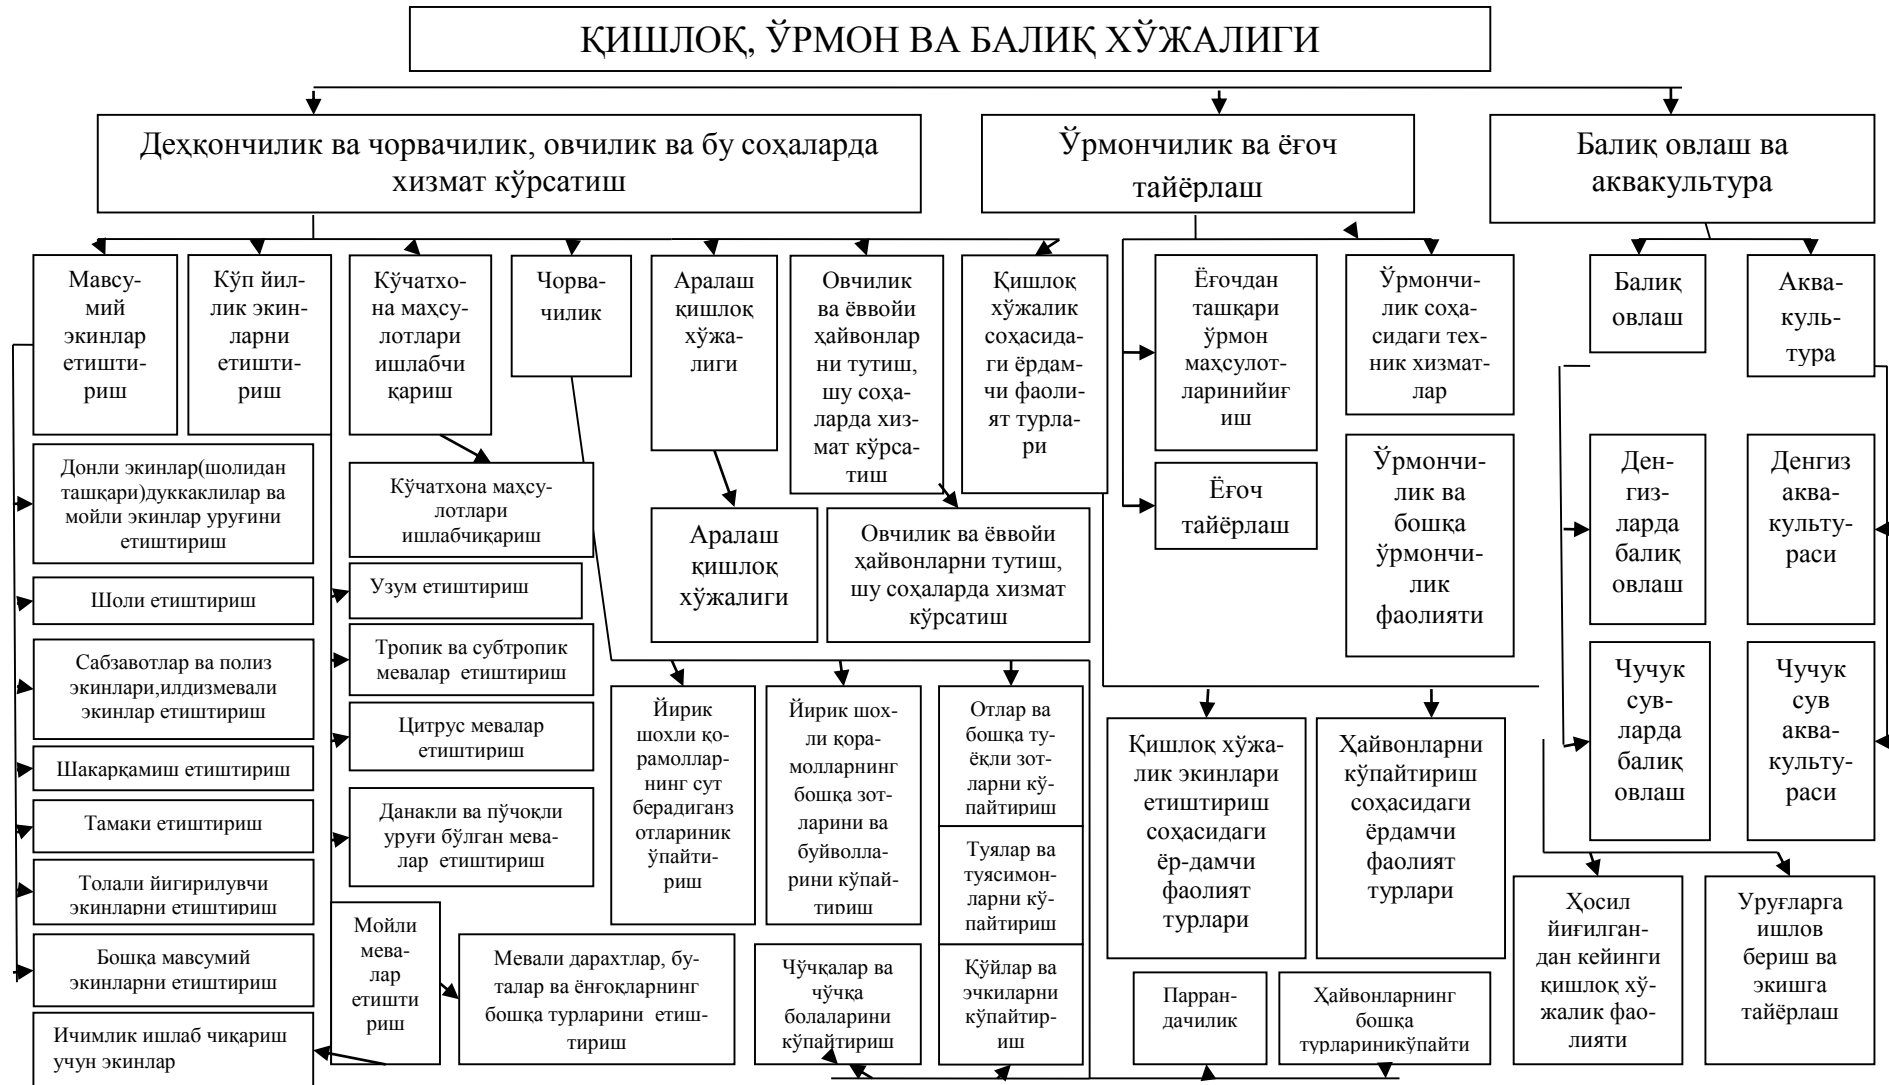 ҚИШЛОҚ, ЎРМОН ВА БАЛИҚ ХЎЖАЛИГИ
Деҳқончилик ва чорвачилик, овчилик ва бу соҳаларда
хизмат кўрсатиш
Ўрмончилик ва ёғоч
тайёрлаш
Балиқ овлаш ва
аквакультура
Мавсу-
мий
экинлар
етишти-
риш
Кўп йил-
лик экин-
ларни
етишти-
риш
Кўчатхо-
на маҳсу-
лотлари
ишлабчи
қариш
Чорва-
чилик
Аралаш
қишлоқ
хўжа-
лиги
Овчилик
ва ёввойи
ҳайвонлар
ни тутиш,
шу соҳа-
ларда хиз-
мат кўрса-
тиш
Қишлоқ
хўжалик
соҳасида-
ги ёрдам-
чи фаоли-
ят турла-
ри
Ёғочдан
ташқари
ўрмон
маҳсулот-
ларинийиғ
иш
Ўрмончи-
лик соҳа-
сидаги тех-
ник хизмат-
лар
Балиқ
овлаш
Аква-
куль-
тура
Донли экинлар(шолидан
ташқари)дуккаклилар ва
мойли экинлар уруғини
етиштириш
Шоли етиштириш
Сабзавотлар ва полиз
экинлари,илдизмевали
экинлар етиштириш
Шакарқамиш етиштириш
Тамаки етиштириш
Толали йигирилувчи
экинларни етиштириш
Бошқа мавсумий
экинларни етиштириш
Ичимлик ишлаб чиқариш
учун экинлар
Кўчатхона маҳсу-
лотлари
ишлабчиқариш
Узум етиштириш
Тропик ва субтропик
мевалар етиштириш
Цитрус мевалар
етиштириш
Данакли ва пўчоқли
уруғи бўлган мева-
лар етиштириш
Мойли
мева-
лар
етишти
риш
Мевали дарахтлар, бу-
талар ва ёнғоқларнинг
бошқа турларини етиш-
тириш
Аралаш
қишлоқ
хўжалиги
Овчилик ва ёввойи
ҳайвонларни тутиш,
шу соҳаларда хизмат
кўрсатиш
Ёғоч
тайёрлаш
Ўрмончи-
лик ва
бошқа
ўрмончи-
лик
фаолияти
Ден-
гиз-
ларда
балиқ
овлаш
Денгиз
аква-
культу-
раси
Чучук
сув-
ларда
балиқ
овлаш
Чучук
сув
аква-
культу-
раси
Йирик
шохли қо-
рамоллар-
нинг сут
берадиганз
отлариник
ўпайти-
риш
Йирик шох-
ли қора-
молларнинг
бошқа зот-
ларини ва
буйволла-
рини кўпай-
тириш
Отлар ва
бошқа ту-
ёқли зот-
ларни кў-
пайтириш
Туялар ва
туясимон-
ларни кў-
пайтириш
Қўйлар ва
эчкиларни
кўпайтир-
иш
Чўчқалар ва
чўчқа
болаларини
кўпайтириш
Қишлоқ хўжа-
лик экинлари
етиштириш
соҳасидаги
ёр-дамчи
фаолият
турлари
Ҳайвонларни
кўпайтириш
соҳасидаги
ёрдамчи
фаолият
турлари
Парран-
дачилик
Ҳайвонларнинг
бошқа
турлариникўпайти
Ҳосил
йиғилган-
дан кейинги
қишлоқ хў-
жалик фао-
лияти
Уруғларга
ишлов
бериш ва
экишга
тайёрлаш